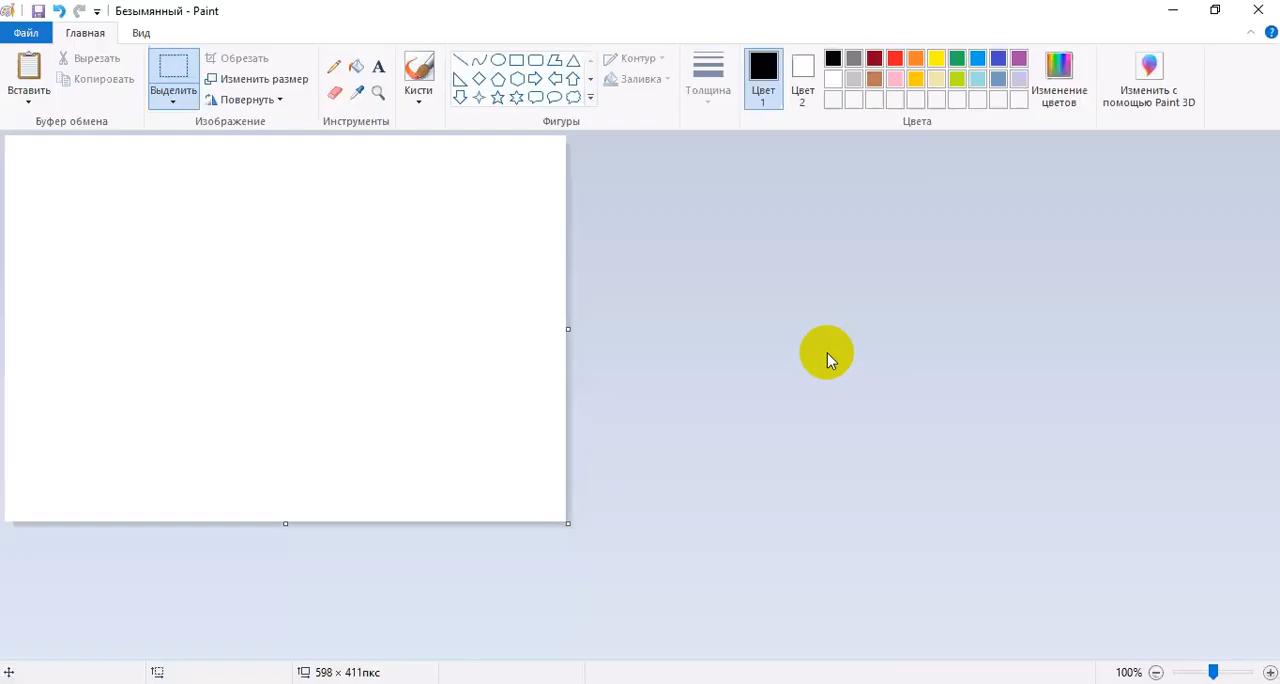 Безымянный - Paint
Файл
Главная
Вид
Вставить
Вырезать
Копировать
Буфер обмена
Выделить
Обрезать
Изменить размер
Повернуть
Изображение
A
Инструменты
Кисти
Фигуры
Контур
Заливка
Толщина
Цвет
1
Цвет
2
Изменение
цветов
Цвета
Изменить с
помощью Paint 3D
598 × 411пкс
100%